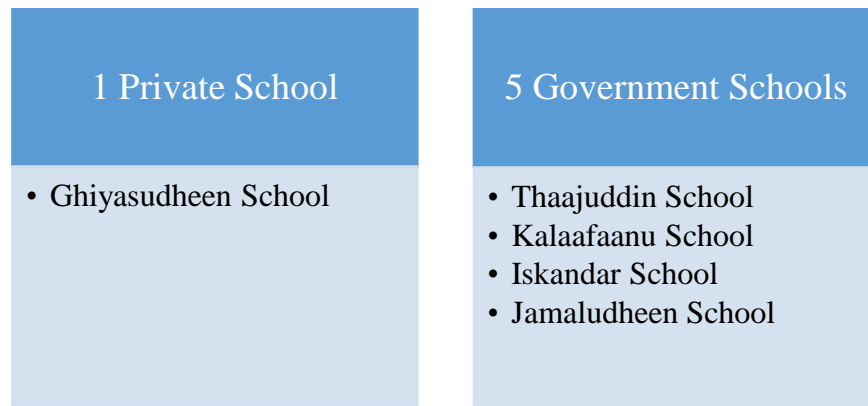 1 Private School
• Ghiyasudheen School
5 Government Schools
• Thaajuddin School
• Kalaafaanu School
• Iskandar School
• Jamaludheen School